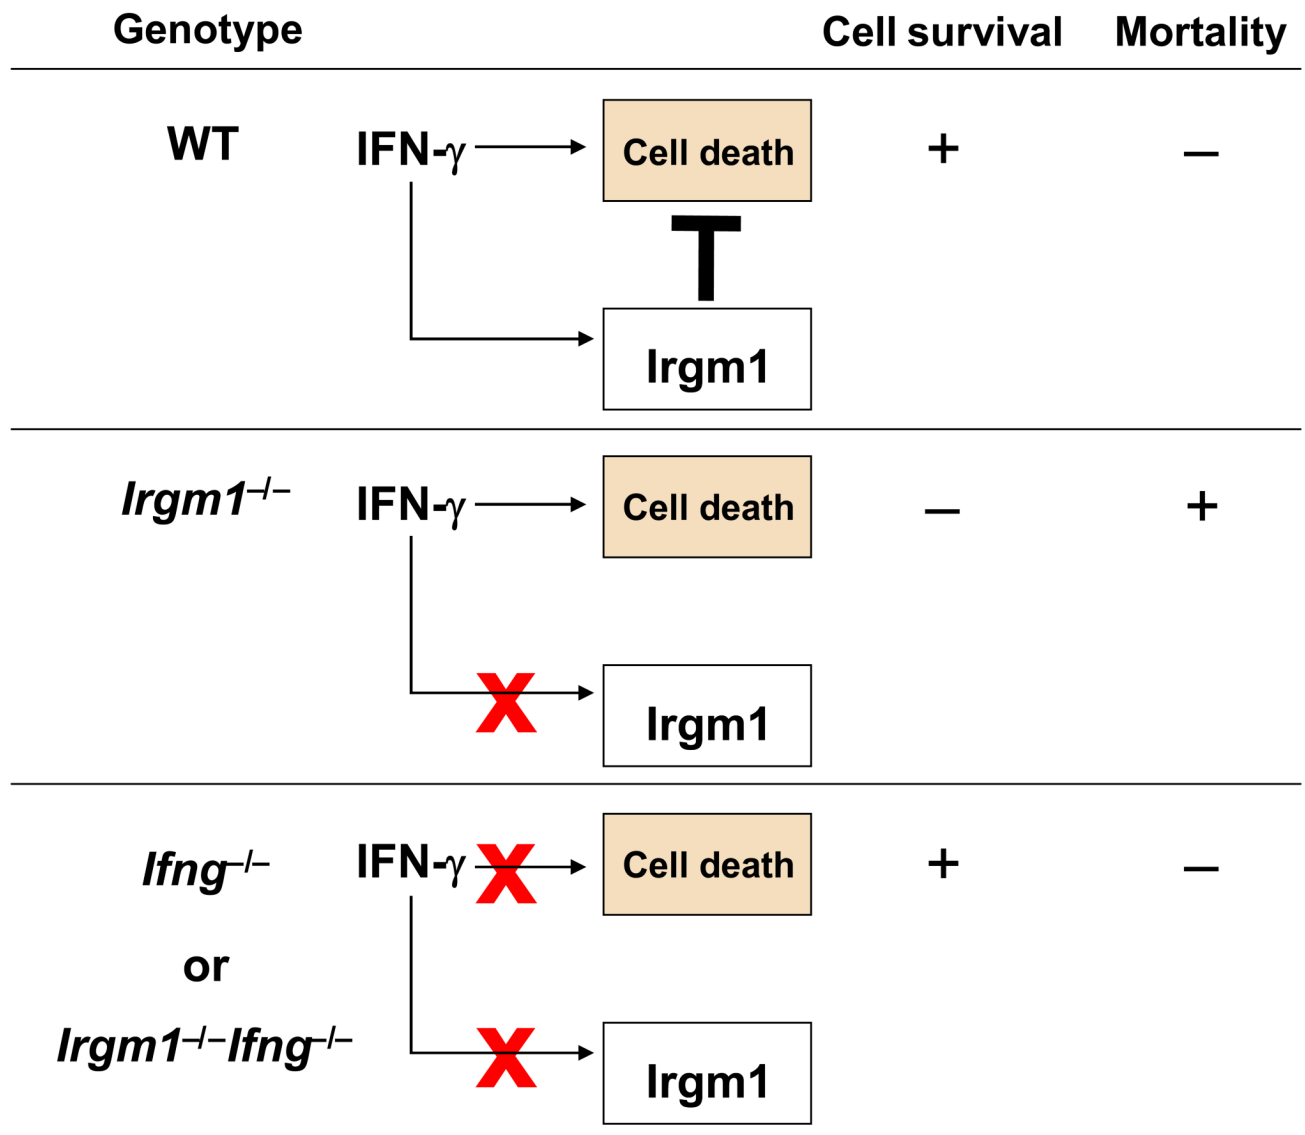 Genotype Cell survival Mortality
WT IFN-γ Cell death + –
Irgm1
Irgm1–/– IFN-γ Cell death – +
X Irgm1
Ifng–/– IFN-γ X Cell death + –
or
Irgm1–/–Ifng–/– X Irgm1